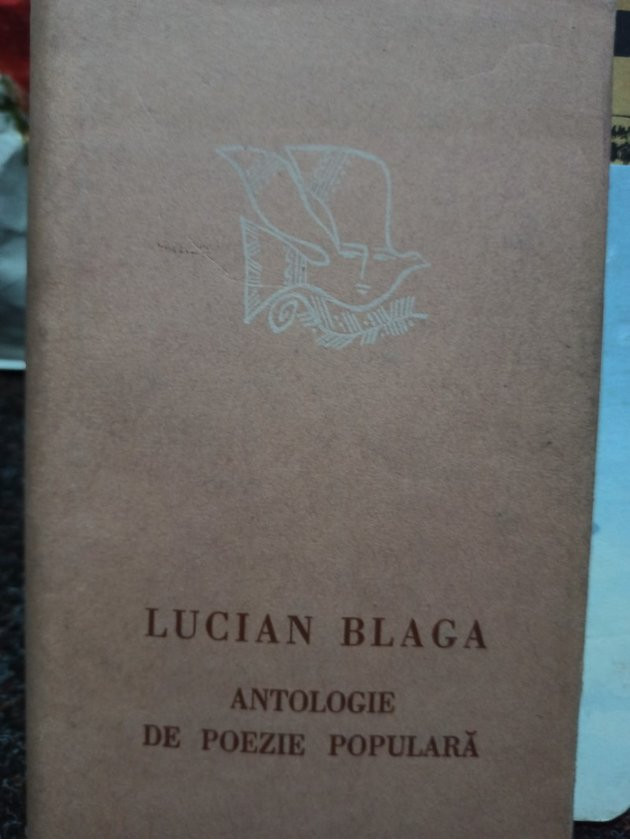 LUCIAN BLAGA
ANTOLOGIE
DE POEZIE POPULARĂ